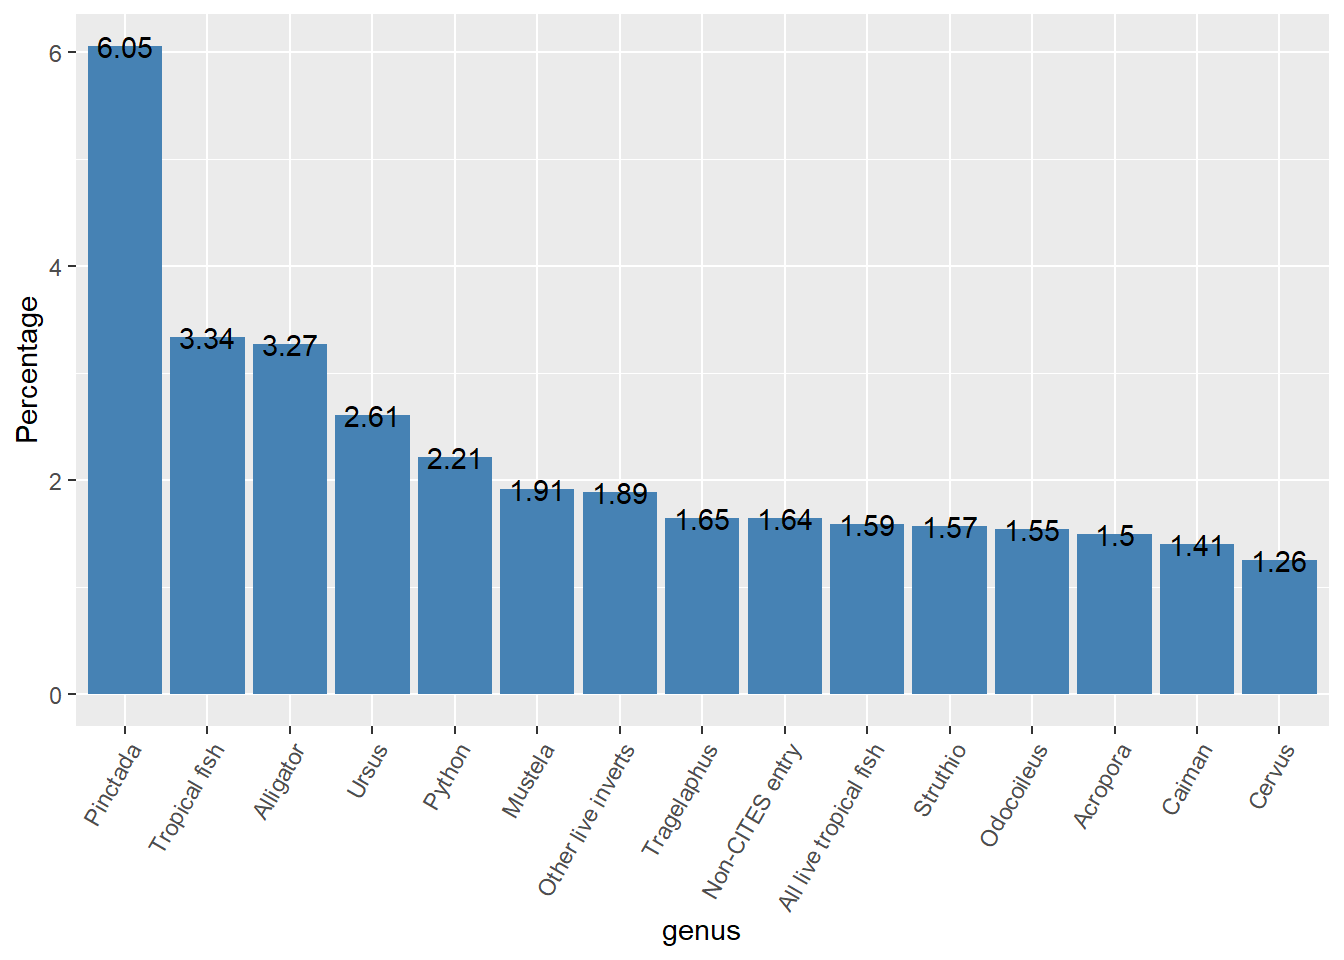 6
4
2
0
Percentage
6.05
3.34
3.27
2.61
2.21
1.91
1.89
1.65
1.64
1.59
1.57
1.55
1.5
1.41
1.26
Pinctada
Tropical fish
Alligator
Ursus
Python
Mustela
Other live inverts
Tragelaphus
Non-CITES entry
All live tropical fish
Struthio
Odocoileus
Acropora
Caiman
Cervus
genus